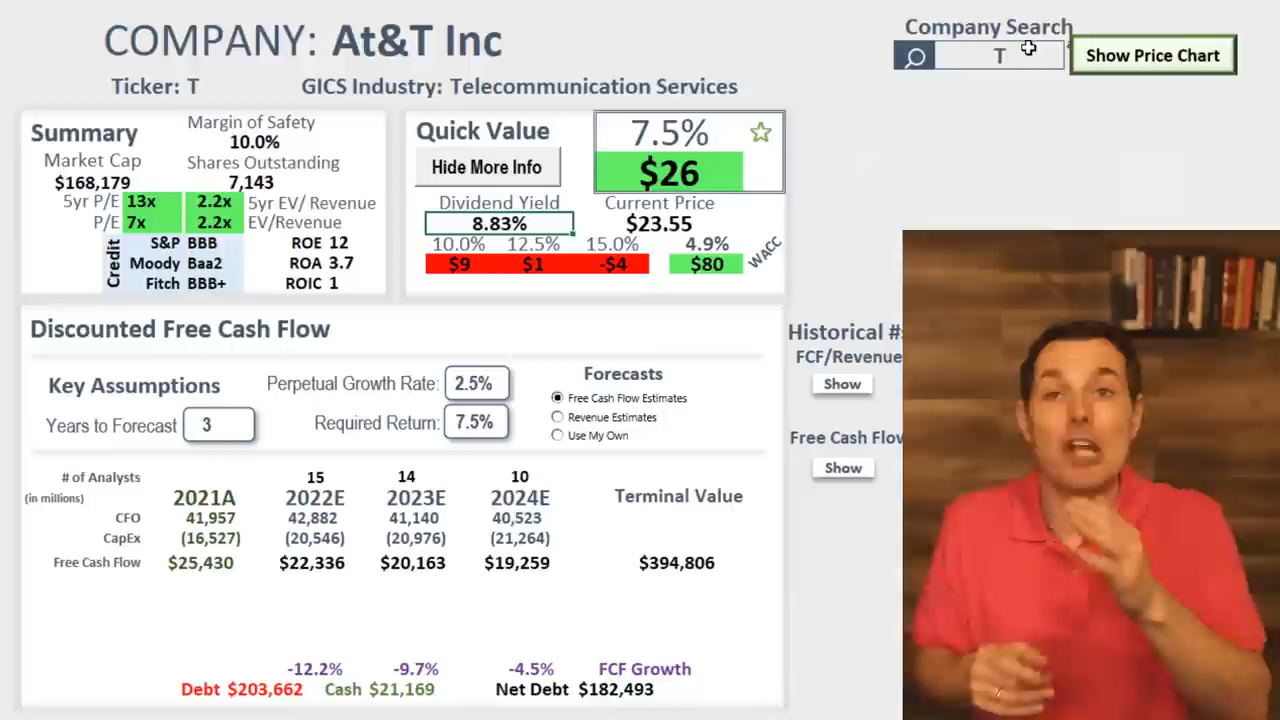 COMPANY: At&T Inc
Ticker: T
GICS Industry: Telecommunication Services
Company Search
T
Show Price Chart
Summary
Margin of Safety
10.0%
Market Cap
Shares Outstanding
$168,179
7,143
5yr P/E 13x 2.2x 5yr EV/ Revenue
P/E 7x 2.2x EV/Revenue
Credit
S&P BBB ROE 12
Moody Baa2 ROA 3.7
Fitch BBB+ ROIC 1
Quick Value
7.5%
Hide More Info
$26
Dividend Yield
Current Price
8.83%
$23.55
10.0% 12.5% 15.0% 4.9%
$9 $1 -$4 $80
WACC
Discounted Free Cash Flow
Key Assumptions
Years to Forecast 3
Perpetual Growth Rate: 2.5%
Required Return: 7.5%
Forecasts
Free Cash Flow Estimates
Revenue Estimates
Use My Own
# of Analysts 15 14 10
(in millions) 2021A 2022E 2023E 2024E Terminal Value
CFO 41,957 42,882 41,140 40,523
CapEx (16,527) (20,546) (20,976) (21,264)
Free Cash Flow $25,430 $22,336 $20,163 $19,259 $394,806
-12.2% -9.7% -4.5% FCF Growth
Debt $203,662 Cash $21,169 Net Debt $182,493
Historical #
FCF/Revenue
Show
Free Cash Flow
Show